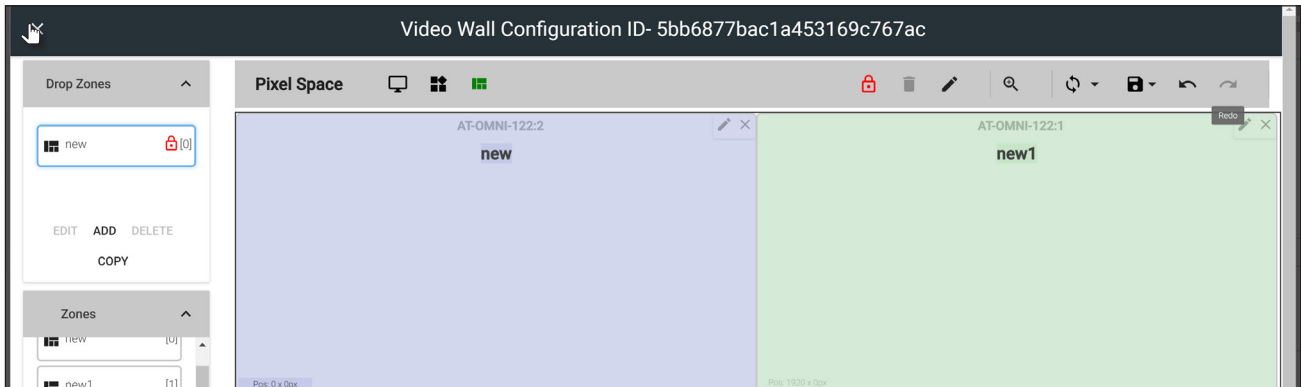 Video Wall Configuration ID- 5bb6877bac1a453169c767ac
Drop Zones
Pixel Space
Redo
new [0]
AT-OMNI-122:2
new
AT-OMNI-122:1
new1
EDIT ADD DELETE
COPY
Zones
new [0]
new1 [1]
Pos: 0 x 0px
Pos: 1920 x 0px